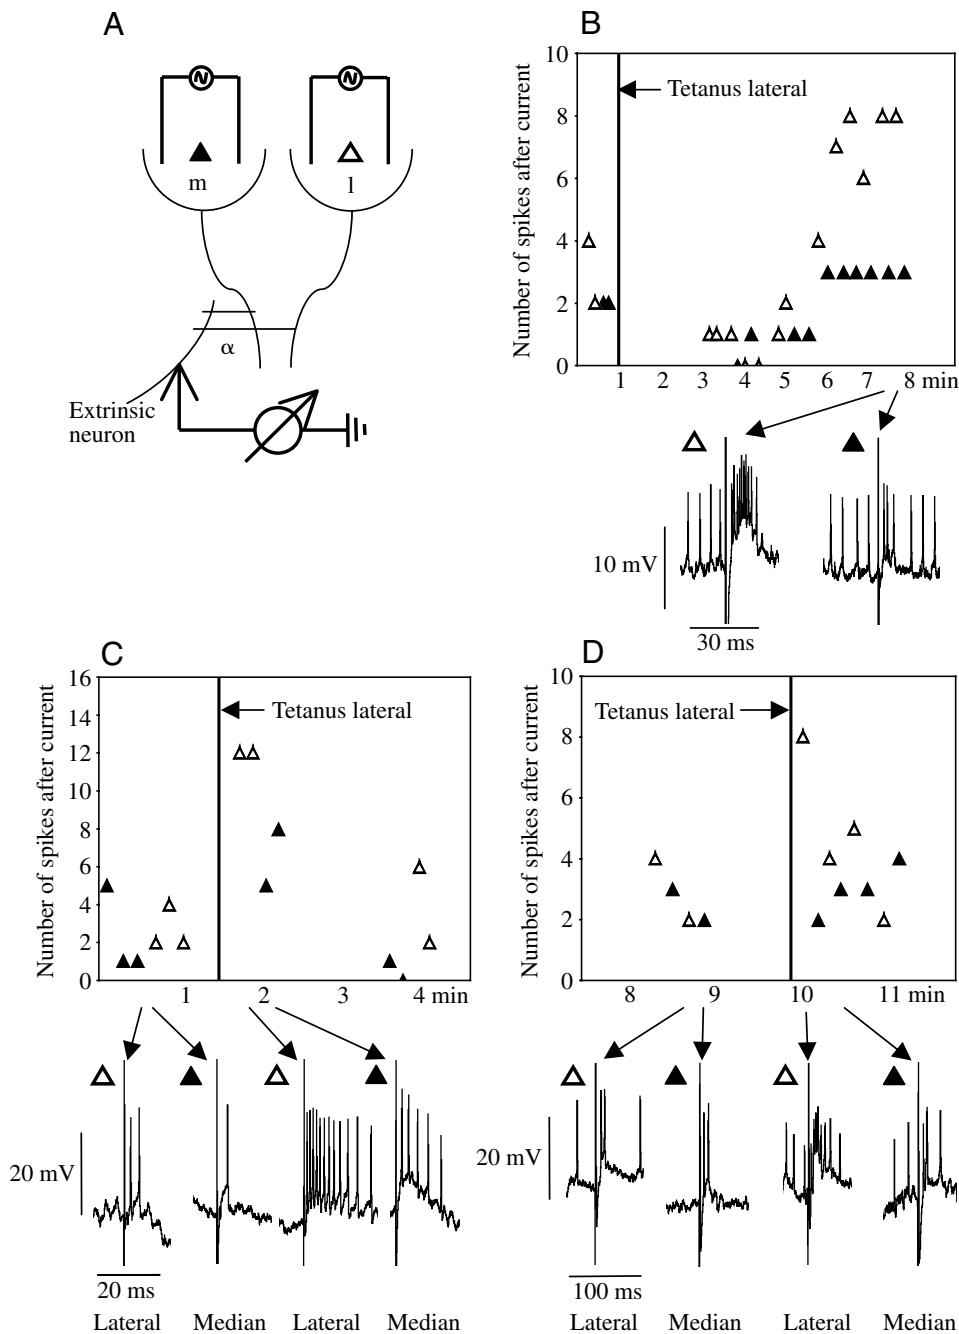 A
m
l
α
Extrinsic
neuron
B
Number of spikes after current
10
8
6
4
2
0
Tetanus lateral
1 2 3 4 5 6 7 8 min
10 mV
30 ms
C
Number of spikes after current
16
14
12
10
8
6
4
2
0
Tetanus lateral
1 2 3 4 min
20 mV
20 ms
Lateral Median Lateral Median
D
Number of spikes after current
10
8
6
4
2
0
Tetanus lateral
8 9 10 11 min
20 mV
100 ms
Lateral Median Lateral Median